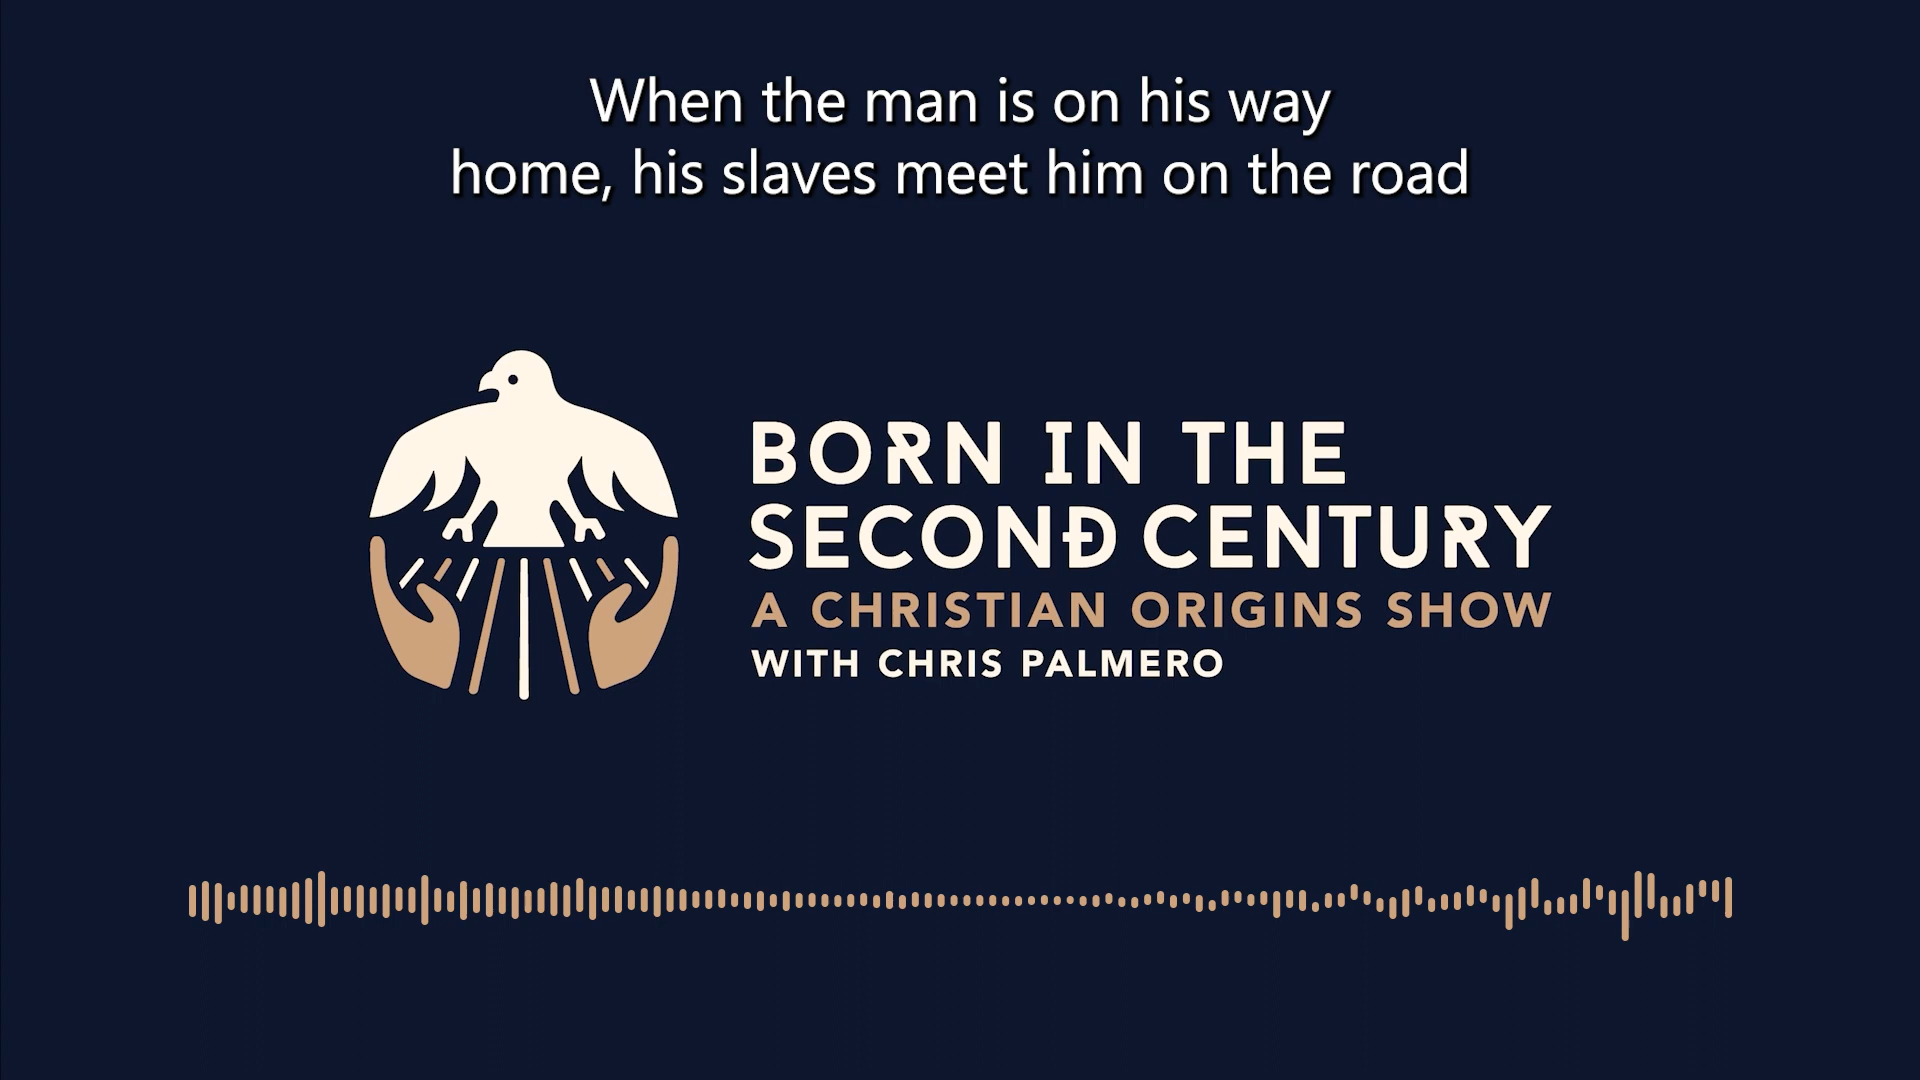 When the man is on his way
home, his slaves meet him on the road
BORN IN THE
SECOND CENTURY
A CHRISTIAN ORIGINS SHOW
WITH CHRIS PALMERO